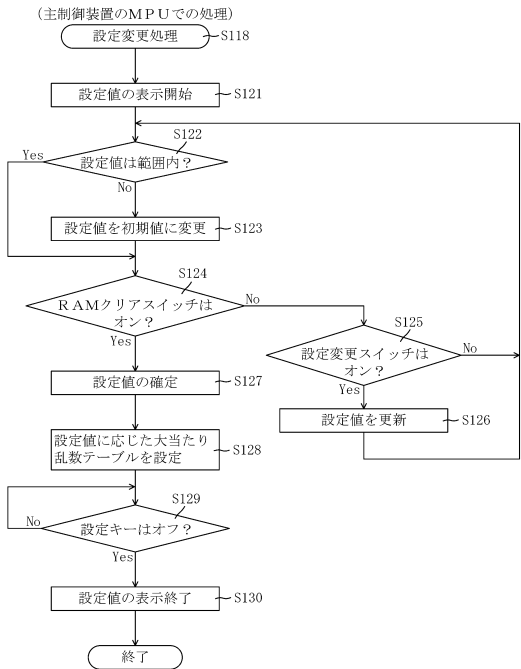 (主制御装置のMPUでの処理)
設定変更処理 S118
設定値の表示開始 S121
S122
Yes
設定値は範囲内?
No
設定値を初期値に変更 S123
S124
RAMクリアスイッチは
オン?
No
Yes
S125
設定変更スイッチは
オン?
No
Yes
設定値を更新 S126
設定値の確定 S127
設定値に応じた大当たり
乱数テーブルを設定
S128
S129
設定キーはオフ?
No
Yes
設定値の表示終了 S130
終了